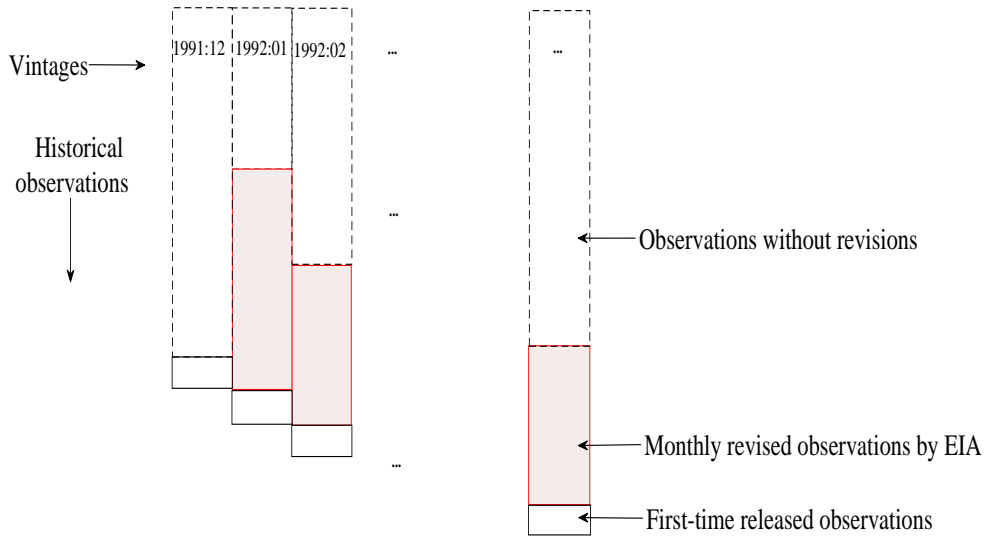 1991:12 1992:01 1992:02 ... ...
Vintages
Historical
observations
...
Observations without revisions
Monthly revised observations by EIA
...
First-time released observations